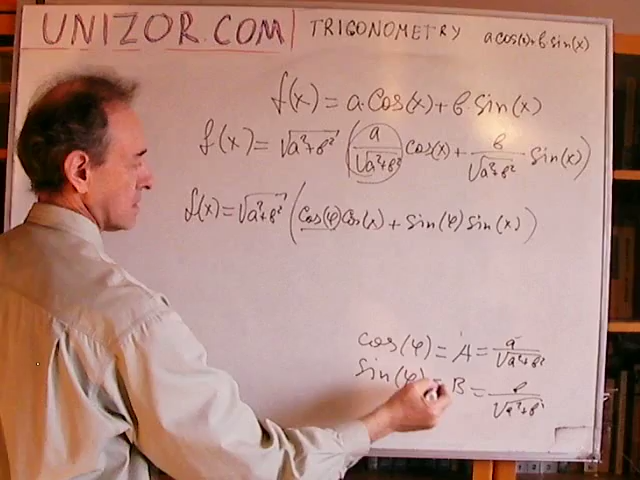 UNIZOR.COM | TRIGONOMETRY a cos(x)+b·sin(x)
f(x) = a·Cos(x)+b·Sin(x)
f(x) = √a²+b² (a/√a²+b² cos(x) + b/√a²+b² Sin(x))
f(x) = √a²+b² (Cos(φ)Cos(x) + Sin(φ)Sin(x))
cos(φ) = A = a/√a²+b²
Sin(φ) = B = b/√a²+b²